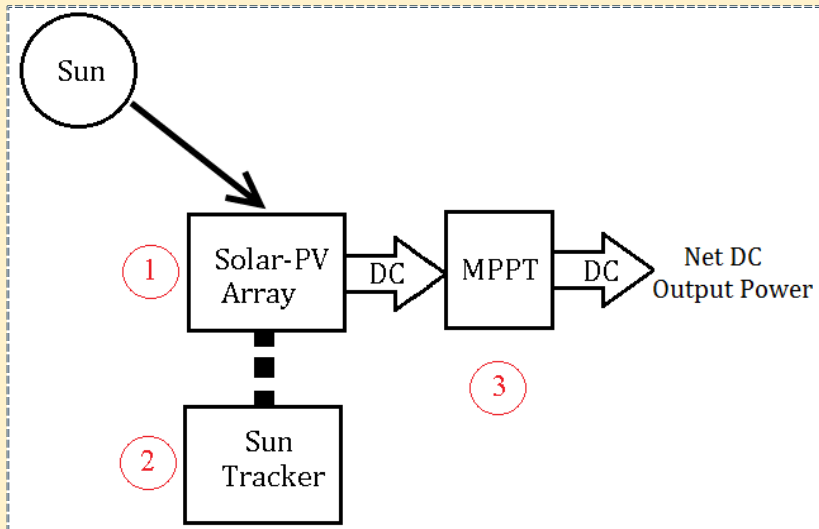 Sun
1
Solar-PV
Array
DC
MPPT
DC
Net DC
Output Power
3
2
Sun
Tracker